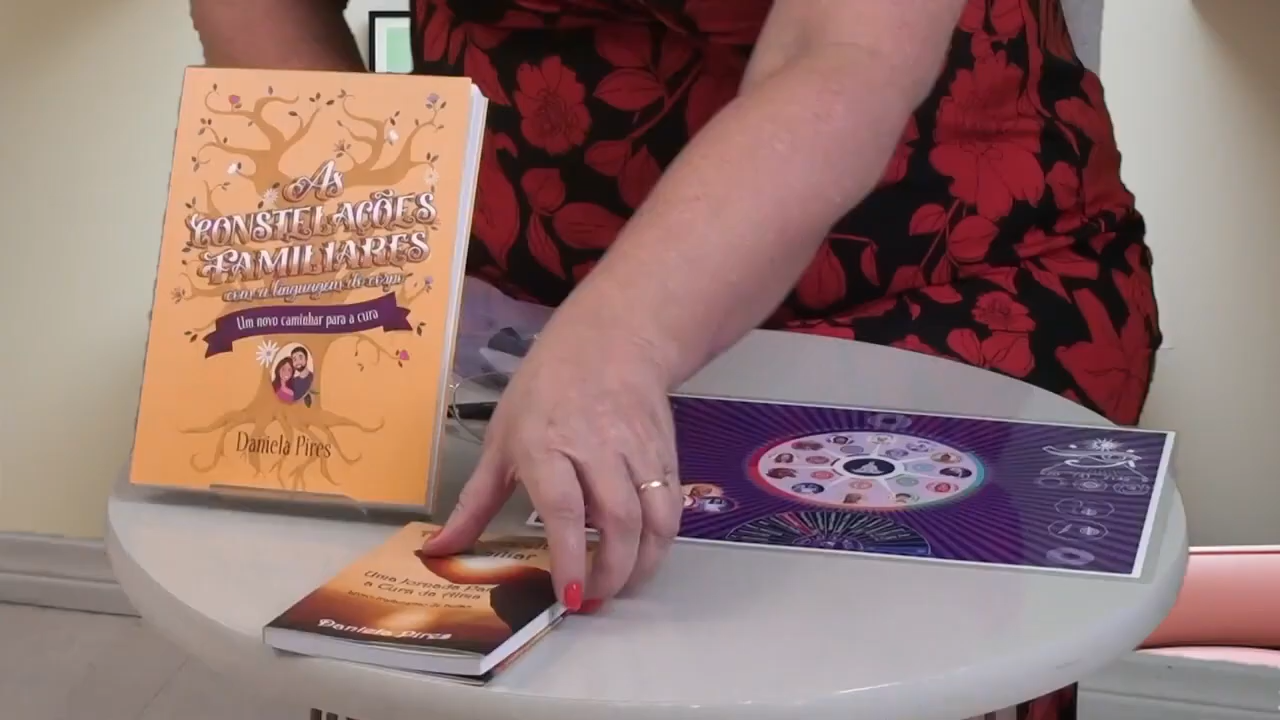 As
CONSTELAÇÕES
FAMILIARES
com a linguagem do corpo
Um novo caminhar para a cura
Daniela Pires
Uma Jornada Par
a Cura da Alma
Daniela Pires